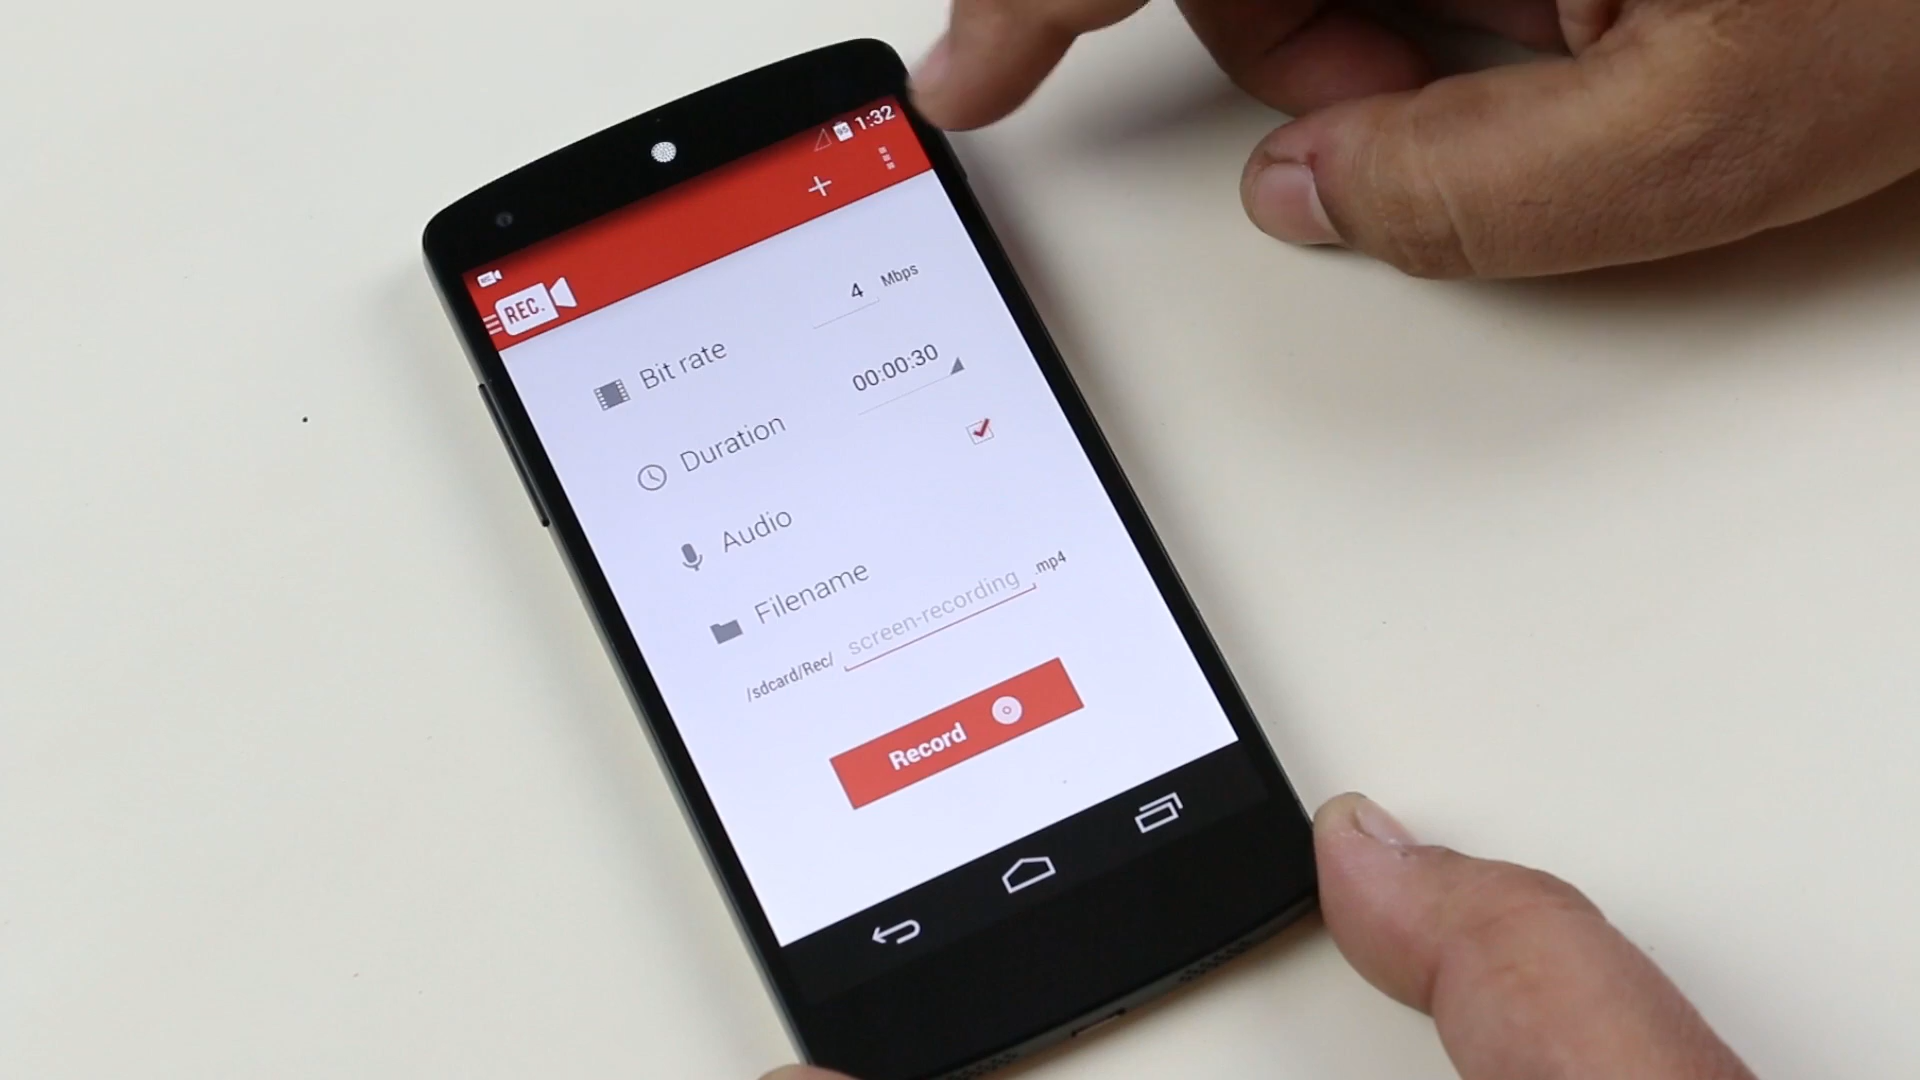 95 1:32
REC.
Bit rate 4 Mbps
Duration 00:00:30
Audio
Filename
/sdcard/Rec/ screen-recording .mp4
Record